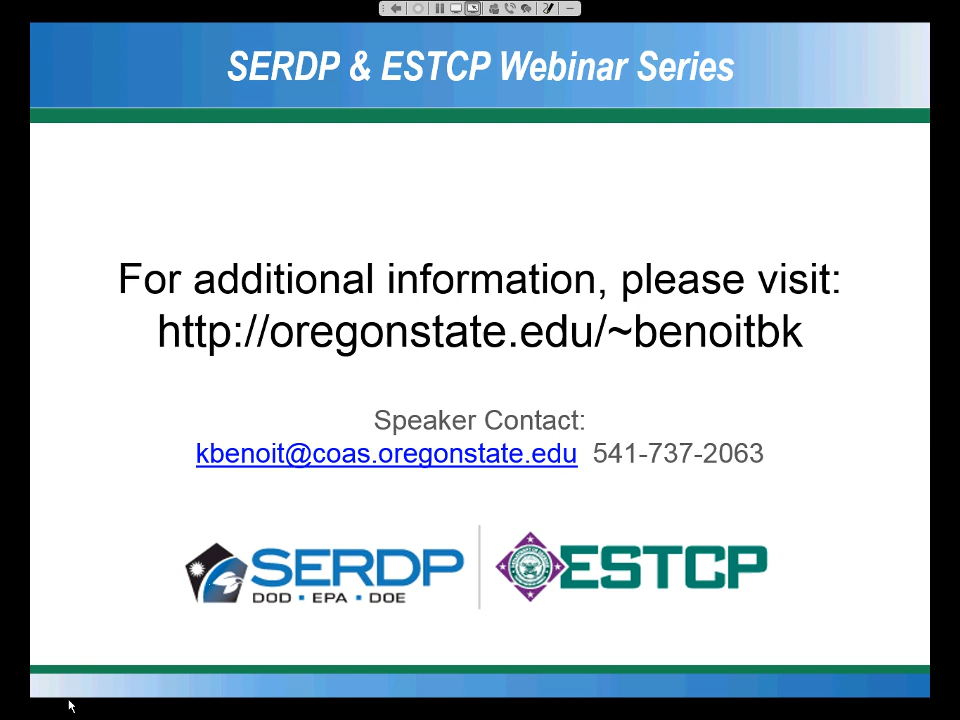 SERDP & ESTCP Webinar Series
For additional information, please visit:
http://oregonstate.edu/~benoitbk
Speaker Contact:
kbenoit@coas.oregonstate.edu 541-737-2063
SERDP
DOD • EPA • DOE
ESTCP